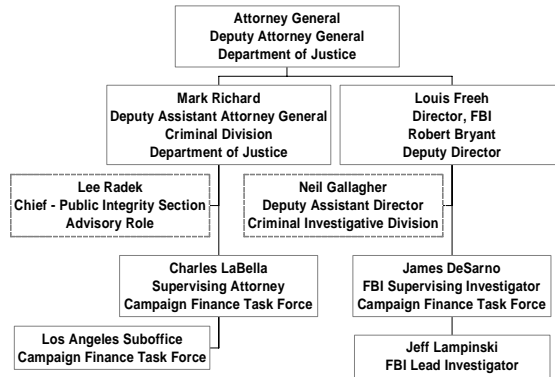 Attorney General
Deputy Attorney General
Department of Justice
Mark Richard
Deputy Assistant Attorney General
Criminal Division
Department of Justice
Louis Freeh
Director, FBI
Robert Bryant
Deputy Director
Lee Radek
Chief - Public Integrity Section
Advisory Role
Neil Gallagher
Deputy Assistant Director
Criminal Investigative Division
Charles LaBella
Supervising Attorney
Campaign Finance Task Force
James DeSarno
FBI Supervising Investigator
Campaign Finance Task Force
Los Angeles Suboffice
Campaign Finance Task Force
Jeff Lampinski
FBI Lead Investigator